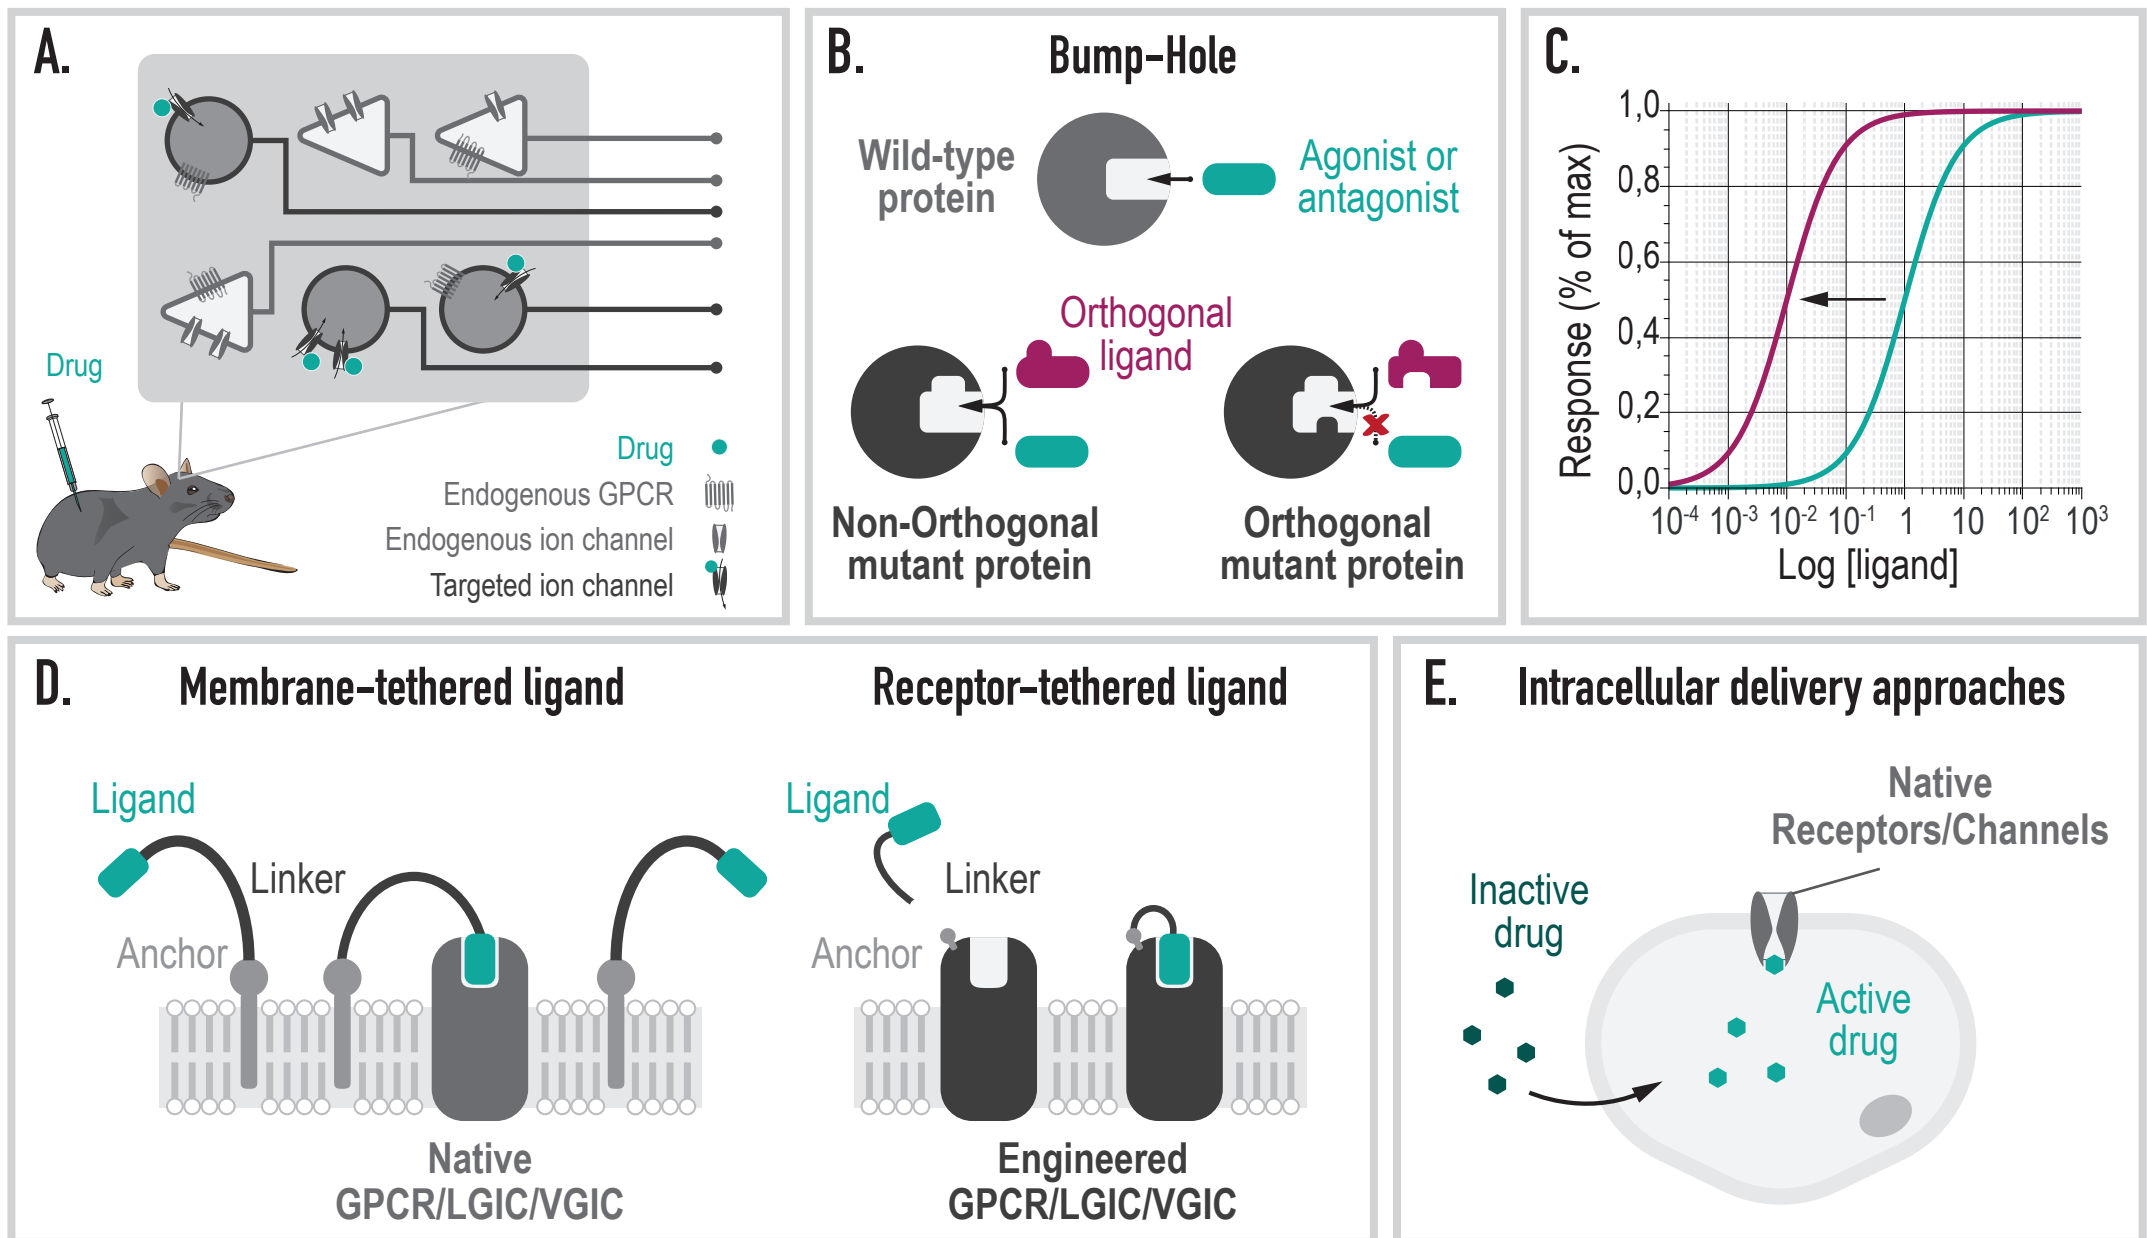 A.
Drug
Drug
Endogenous GPCR
Endogenous ion channel
Targeted ion channel
B.
Bump-Hole
Wild-type
protein
Agonist or
antagonist
Orthogonal
ligand
Non-Orthogonal
mutant protein
Orthogonal
mutant protein
C.
Response (% of max)
1,0
0,8
0,6
0,4
0,2
0,0
10-4 10-3 10-2 10-1 1 10 102 103
Log [ligand]
D.
Membrane-tethered ligand
Ligand
Linker
Anchor
Native
GPCR/LGIC/VGIC
Receptor-tethered ligand
Ligand
Linker
Anchor
Engineered
GPCR/LGIC/VGIC
E.
Intracellular delivery approaches
Native
Receptors/Channels
Inactive
drug
Active
drug